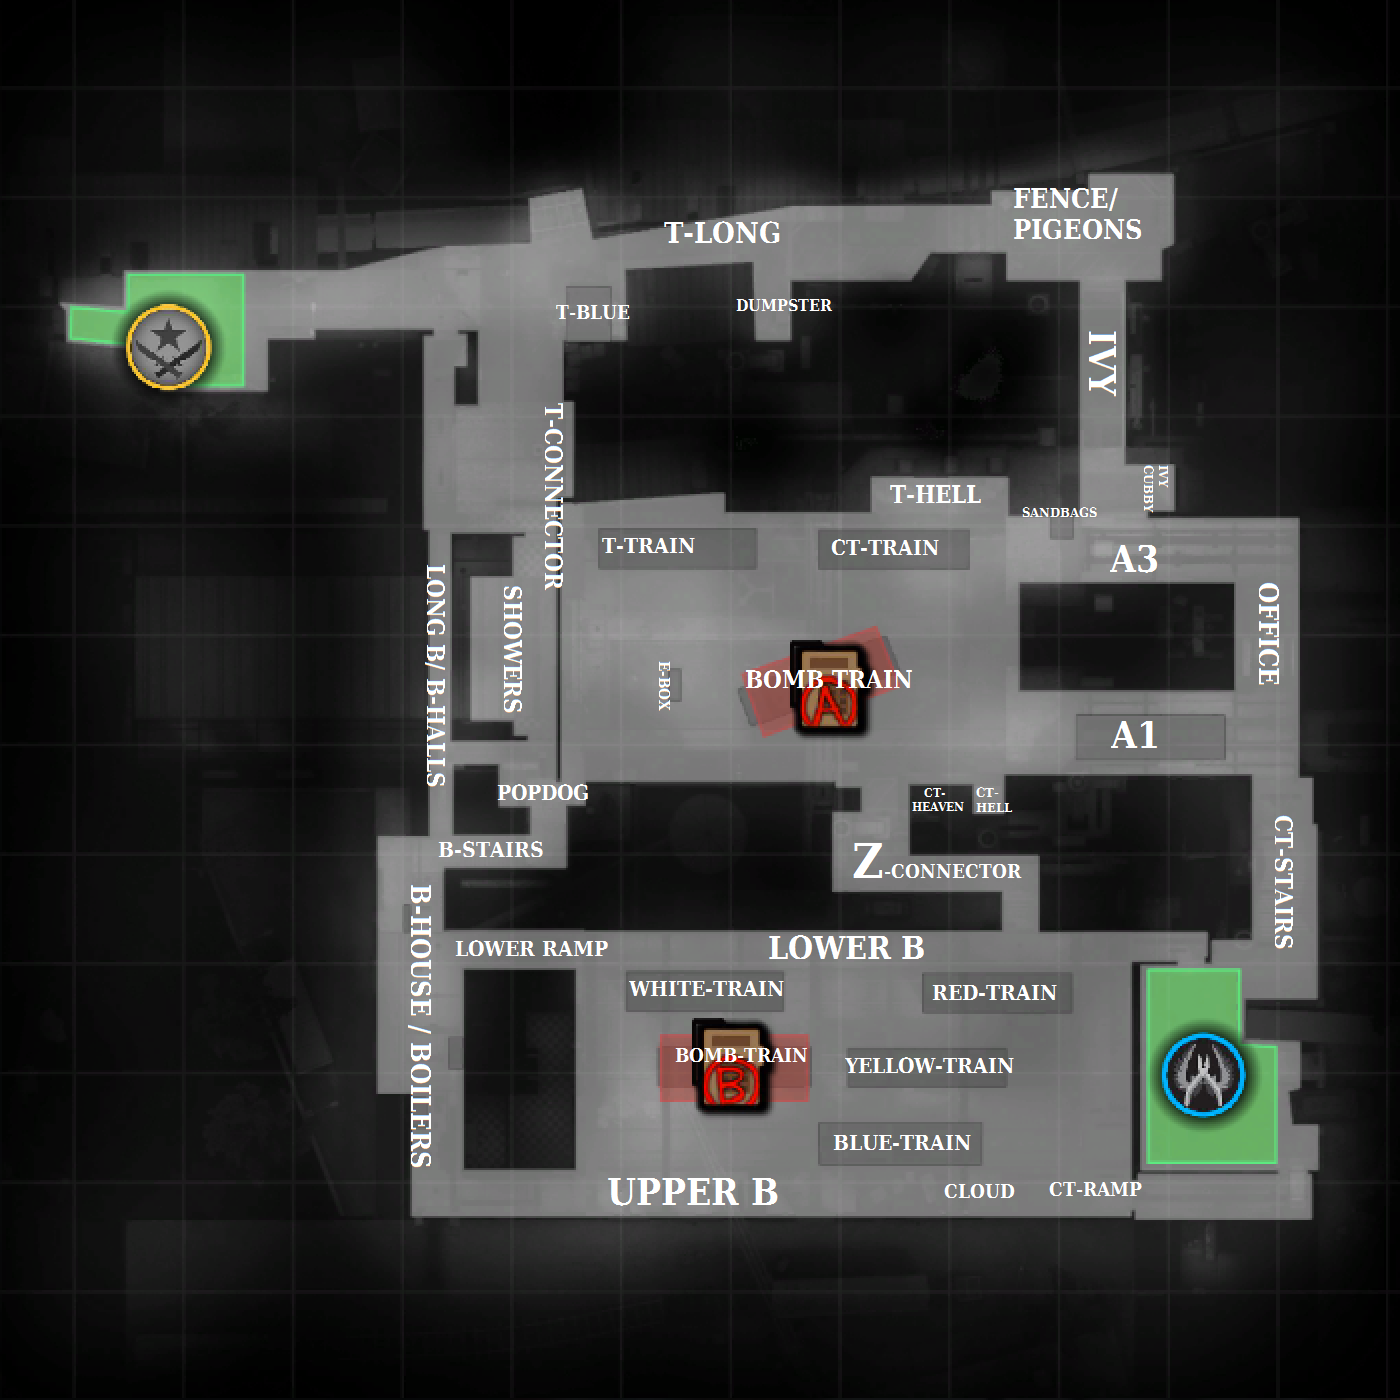 FENCE/
PIGEONS
T-LONG
T-BLUE
DUMPSTER
IVY
T-CONNECTOR
T-HELL
IVY
CUBBY
SANDBAGS
T-TRAIN
CT-TRAIN
A3
LONG B/ B-HALLS
SHOWERS
OFFICE
E-BOX
BOMB TRAIN
A
A1
POPDOG
CT-
HEAVEN
CT-
HELL
B-STAIRS
Z-CONNECTOR
CT-STAIRS
B-HOUSE / BOILERS
LOWER RAMP
LOWER B
WHITE-TRAIN
RED-TRAIN
BOMB-TRAIN
B
YELLOW-TRAIN
BLUE-TRAIN
UPPER B
CLOUD
CT-RAMP